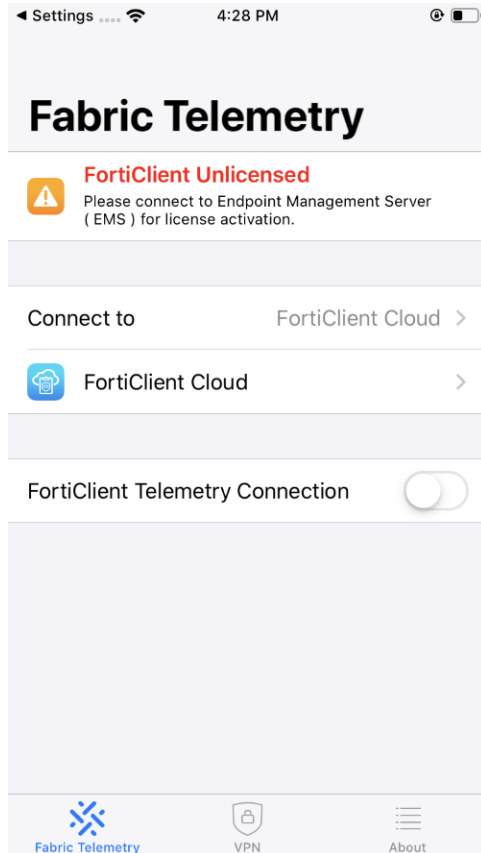 ◀ Settings .... 4:28 PM
Fabric Telemetry
FortiClient Unlicensed
Please connect to Endpoint Management Server
( EMS ) for license activation.
Connect to FortiClient Cloud >
FortiClient Cloud >
FortiClient Telemetry Connection
Fabric Telemetry VPN About